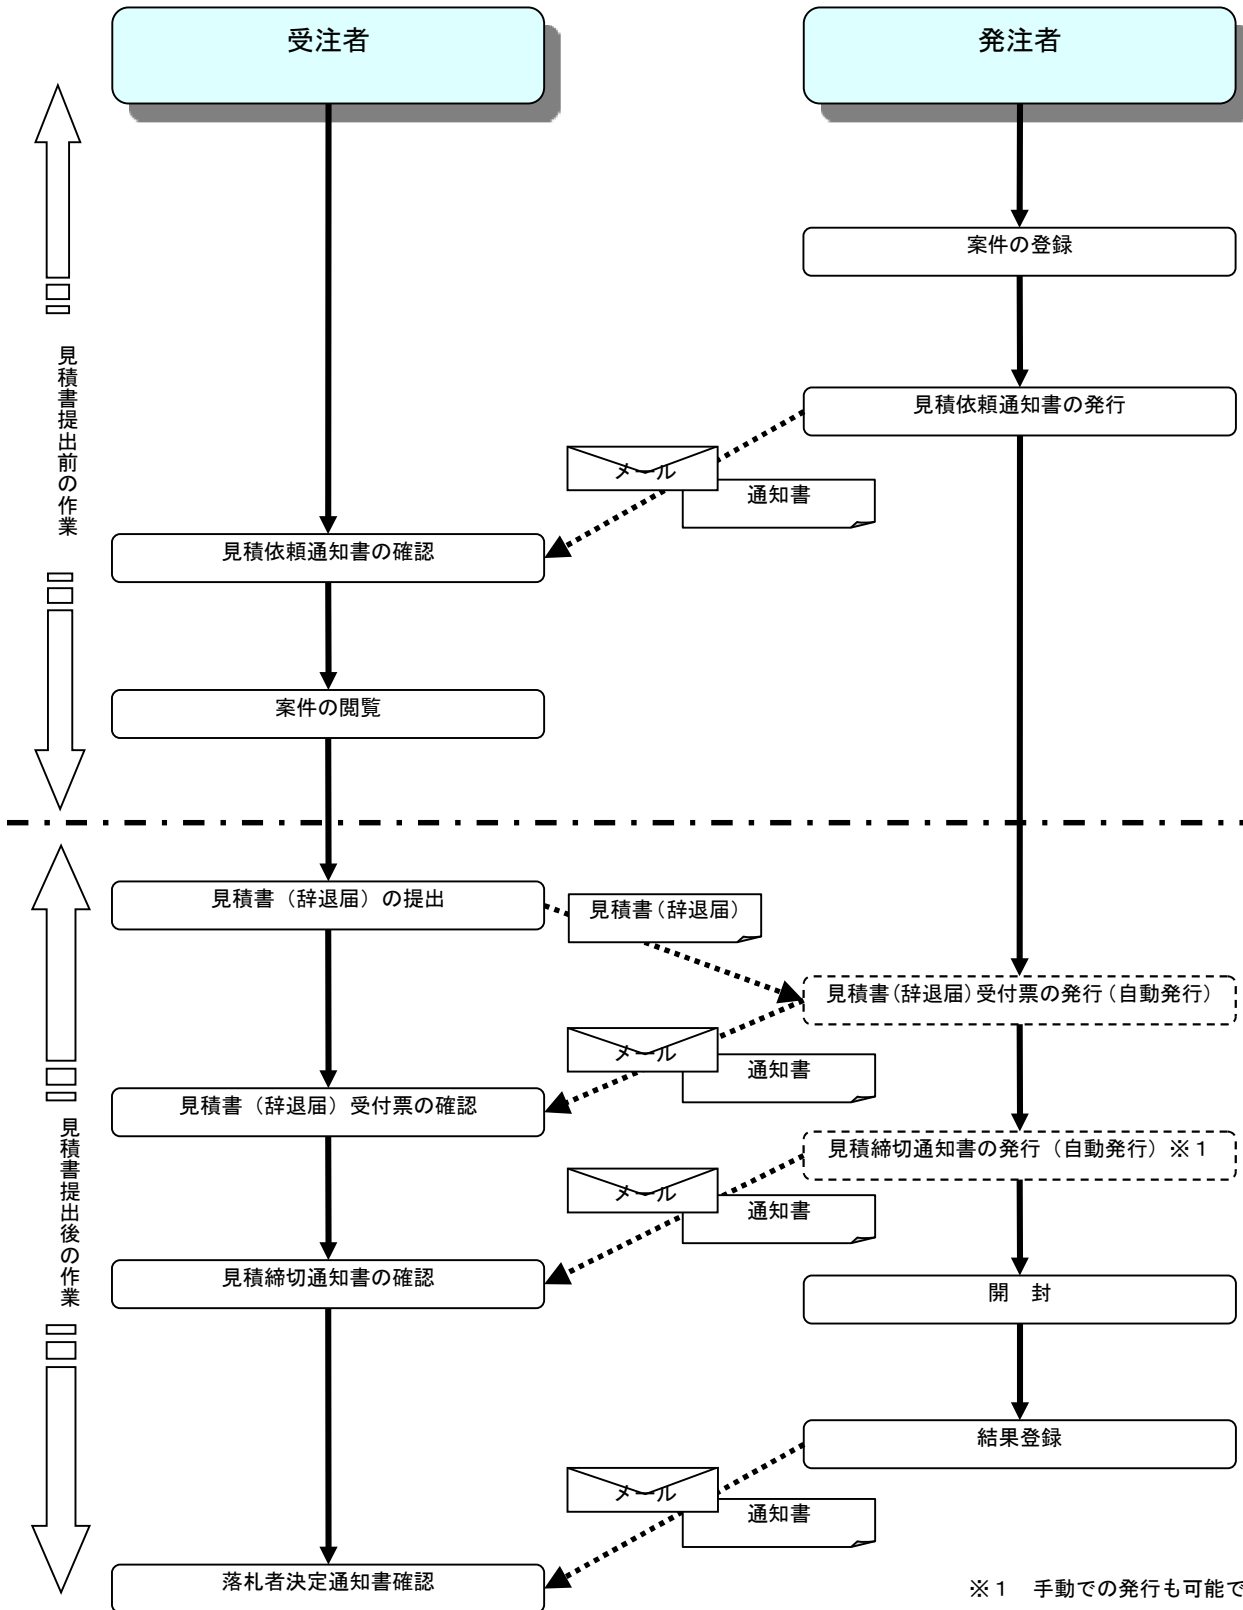 受注者
発注者
案件の登録
見積依頼通知書の発行
メール
通知書
見積依頼通知書の確認
案件の閲覧
見積書提出前の作業
見積書（辞退届）の提出
見積書（辞退届）
見積書（辞退届）受付票の発行（自動発行）
メール
通知書
見積書（辞退届）受付票の確認
見積締切通知書の発行（自動発行）※１
メール
通知書
見積締切通知書の確認
開　封
結果登録
メール
通知書
落札者決定通知書確認
見積書提出後の作業
※１　手動での発行も可能で